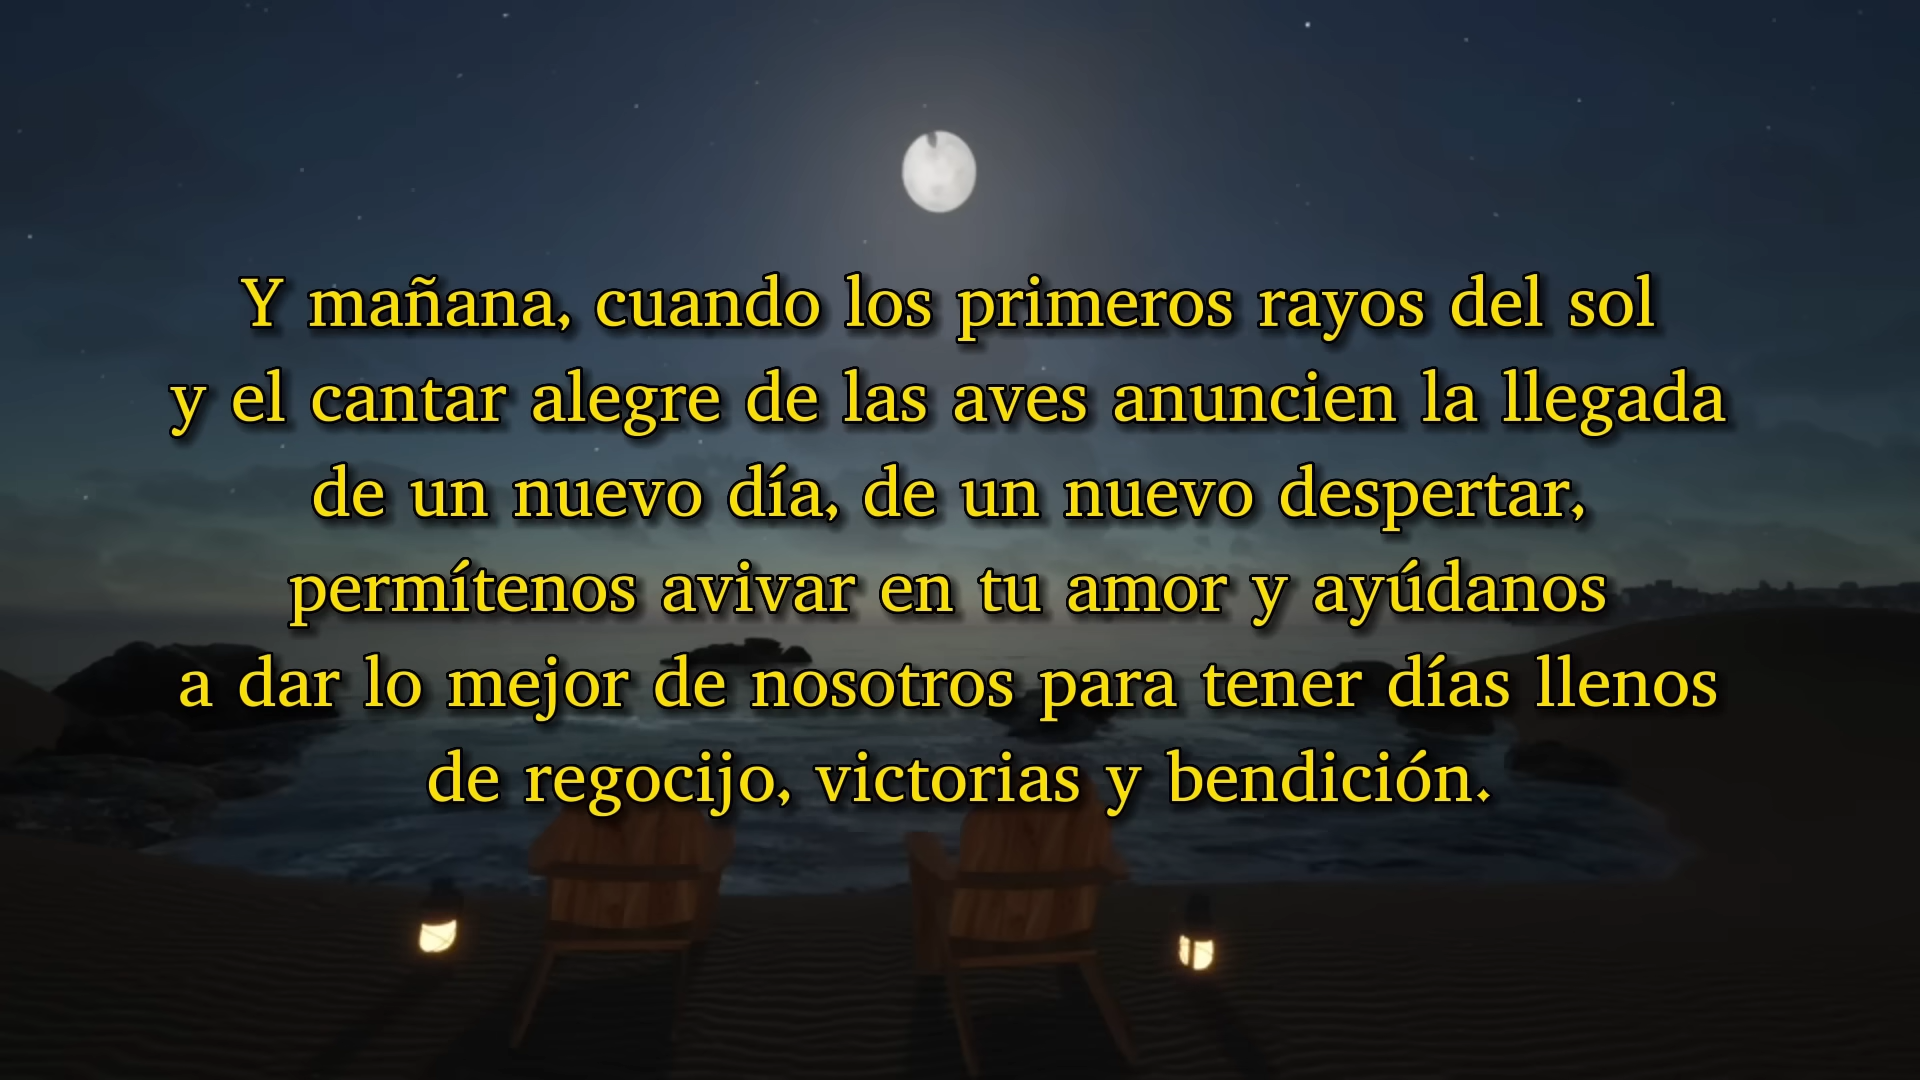 Y mañana, cuando los primeros rayos del sol
y el cantar alegre de las aves anuncien la llegada
de un nuevo día, de un nuevo despertar,
permítenos avivar en tu amor y ayúdanos
a dar lo mejor de nosotros para tener días llenos
de regocijo, victorias y bendición.